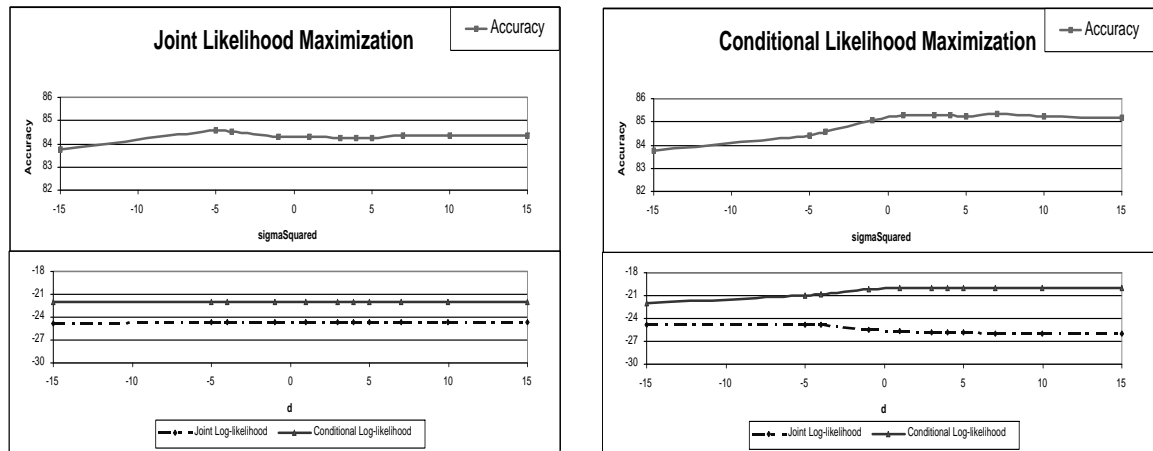 Joint Likelihood Maximization
Accuracy
86
85
84
83
82
Accuracy
-15 -10 -5 0 5 10 15
sigmaSquared
-18
-21
-24
-27
-30
-15 -10 -5 0 5 10 15
d
Joint Log-likelihood Conditional Log-likelihood
Conditional Likelihood Maximization
Accuracy
86
85
84
83
82
Accuracy
-15 -10 -5 0 5 10 15
sigmaSquared
-18
-21
-24
-27
-30
-15 -10 -5 0 5 10 15
d
Joint Log-likelihood Conditional Log-likelihood